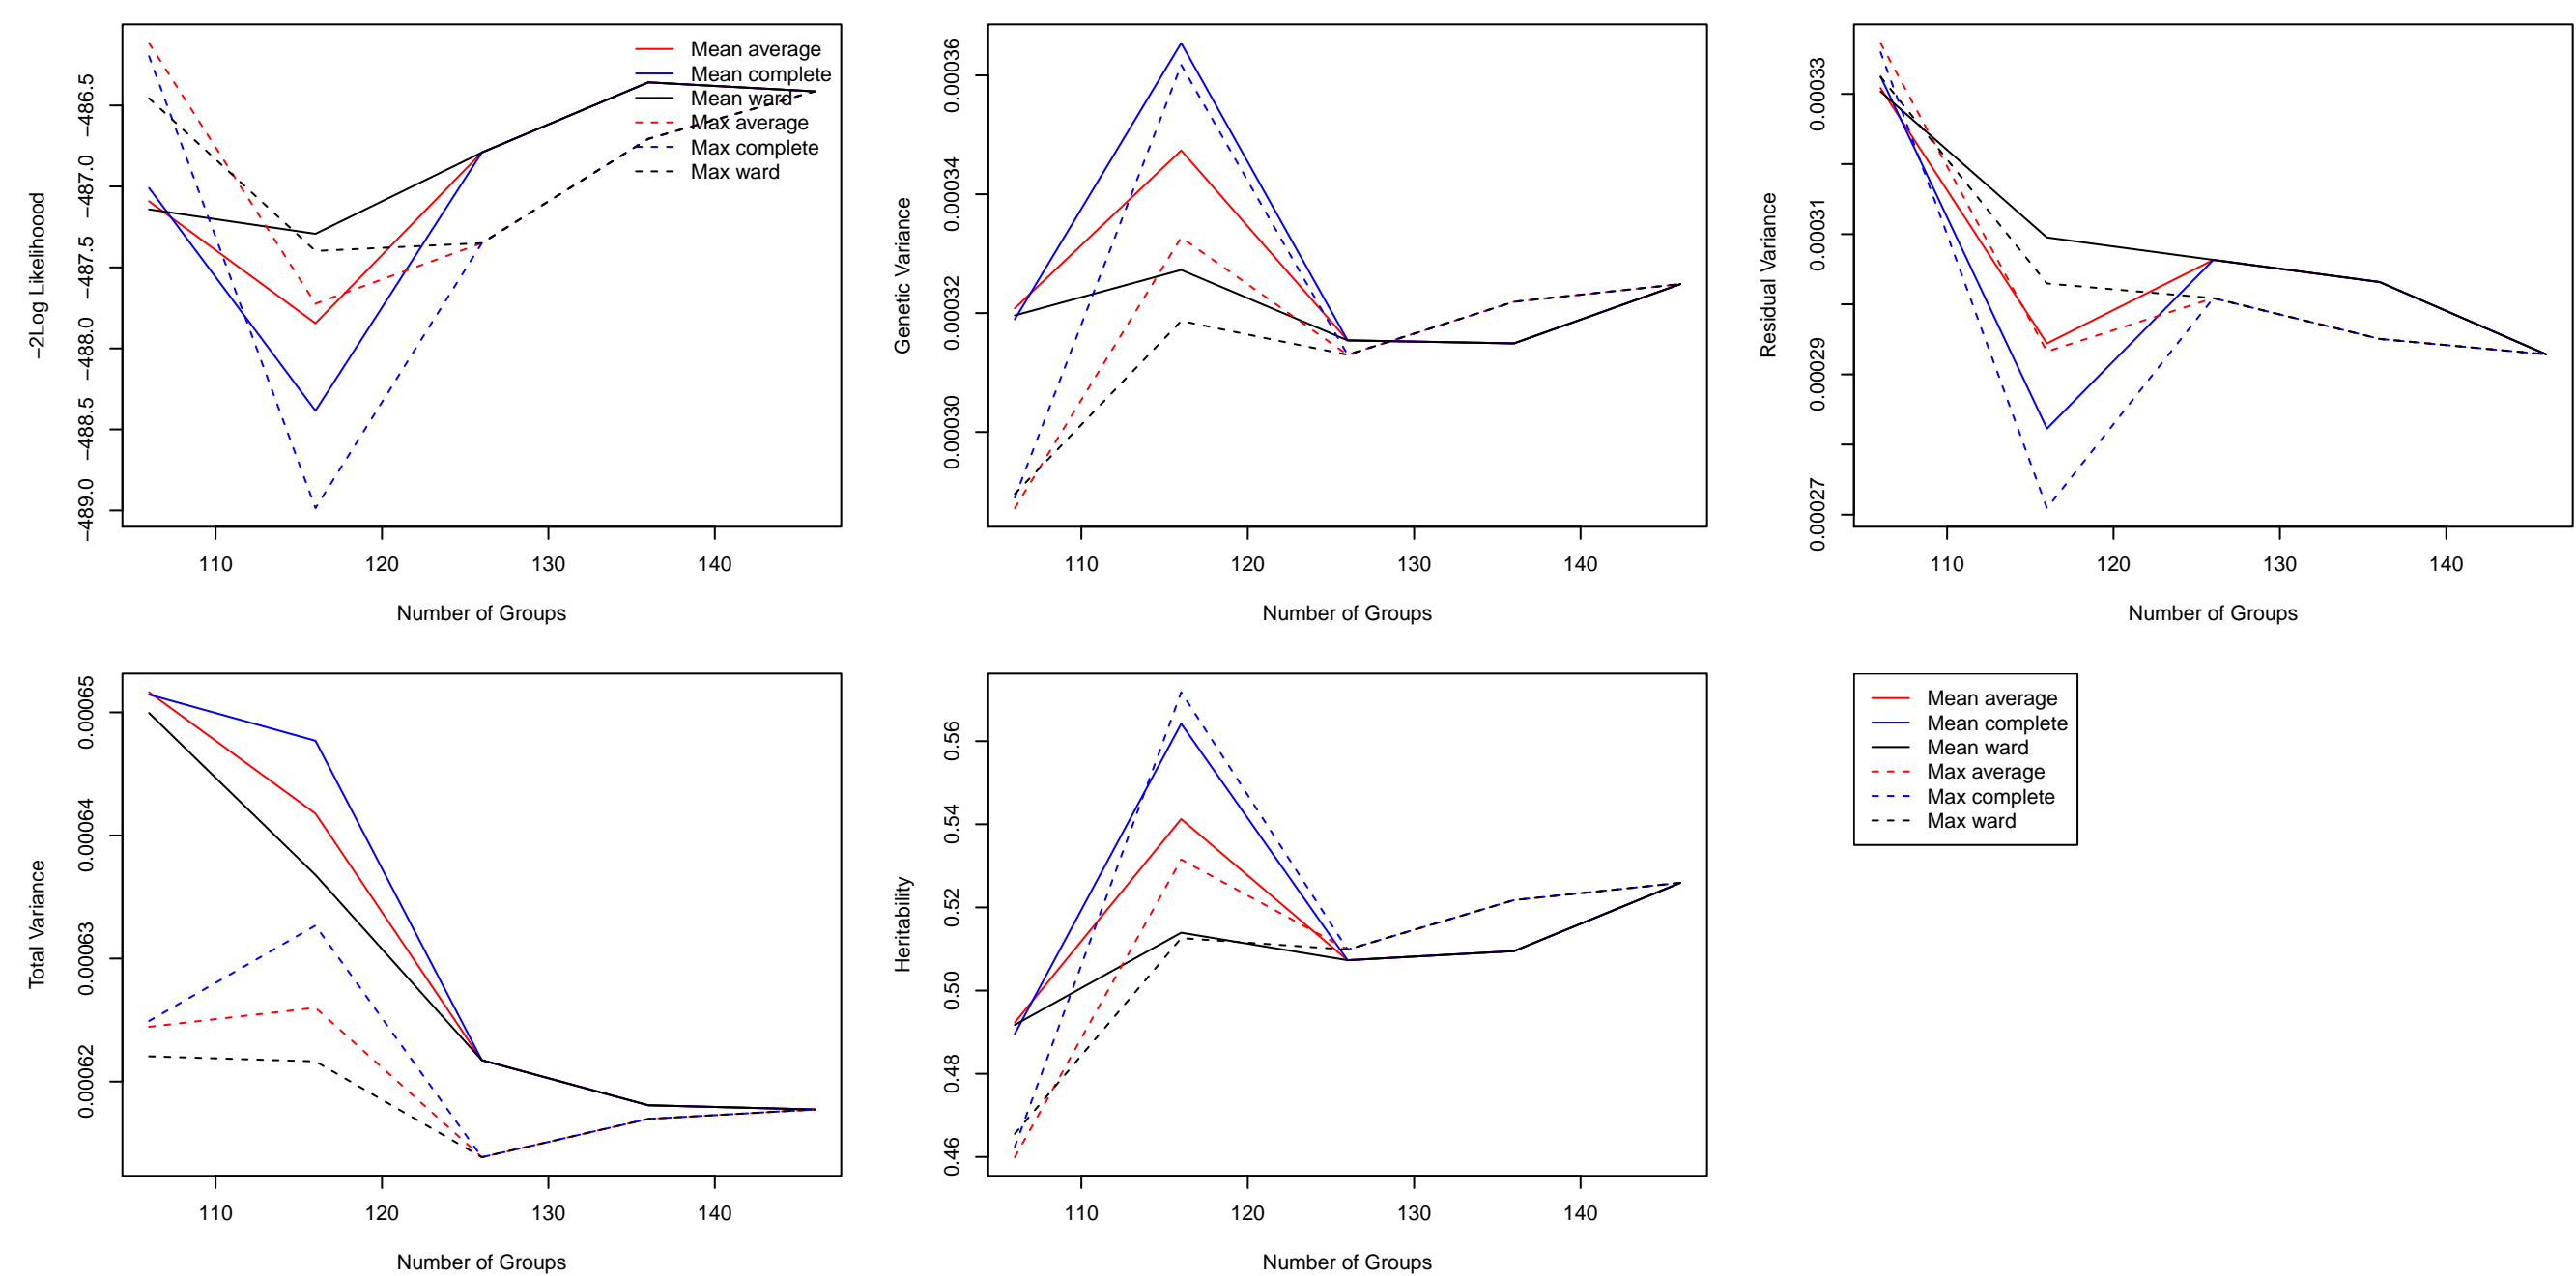 −2Log Likelihoood
−486.5
−487.0
−487.5
−488.0
−488.5
−489.0
Mean average
Mean complete
Mean ward
Max average
Max complete
Max ward
110 120 130 140
Number of Groups
Genetic Variance
0.00036
0.00034
0.00032
0.00030
110 120 130 140
Number of Groups
Residual Variance
0.00033
0.00031
0.00029
0.00027
110 120 130 140
Number of Groups
Total Variance
0.00065
0.00064
0.00063
0.00062
110 120 130 140
Number of Groups
Heritability
0.56
0.54
0.52
0.50
0.48
0.46
110 120 130 140
Number of Groups
Mean average
Mean complete
Mean ward
Max average
Max complete
Max ward